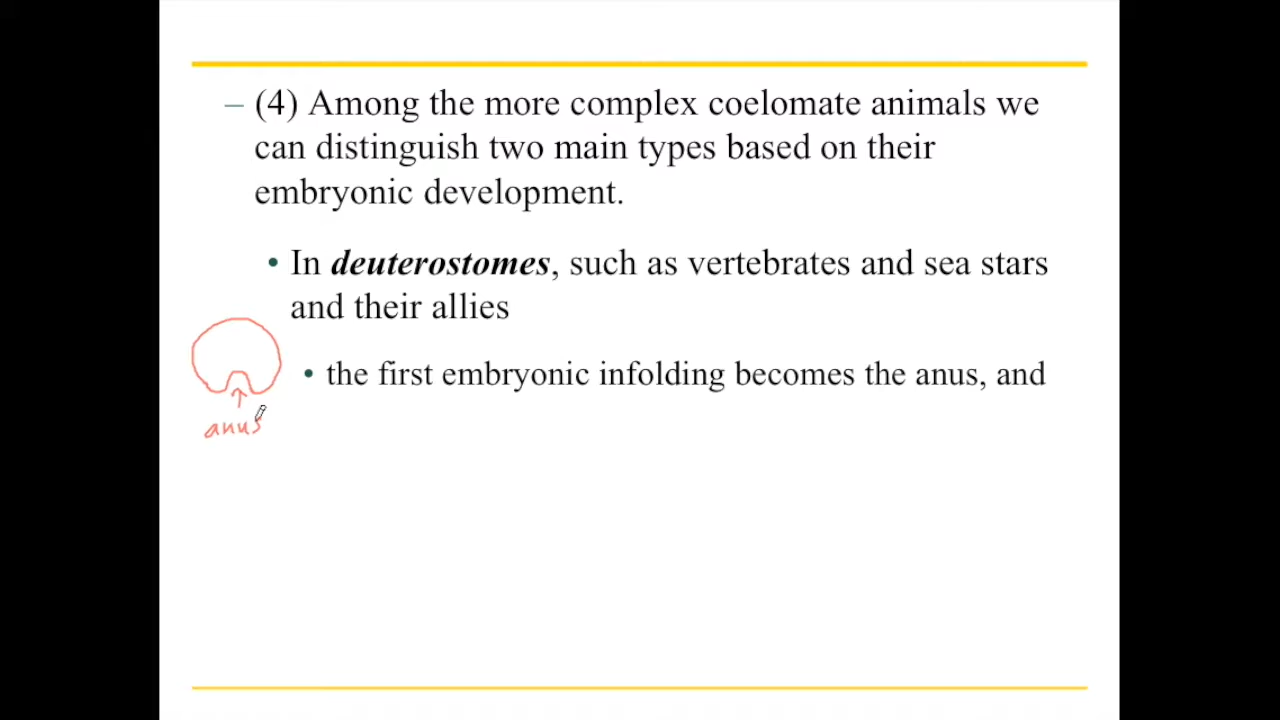 – (4) Among the more complex coelomate animals we
can distinguish two main types based on their
embryonic development.
• In deuterostomes, such as vertebrates and sea stars
and their allies
• the first embryonic infolding becomes the anus, and
anus